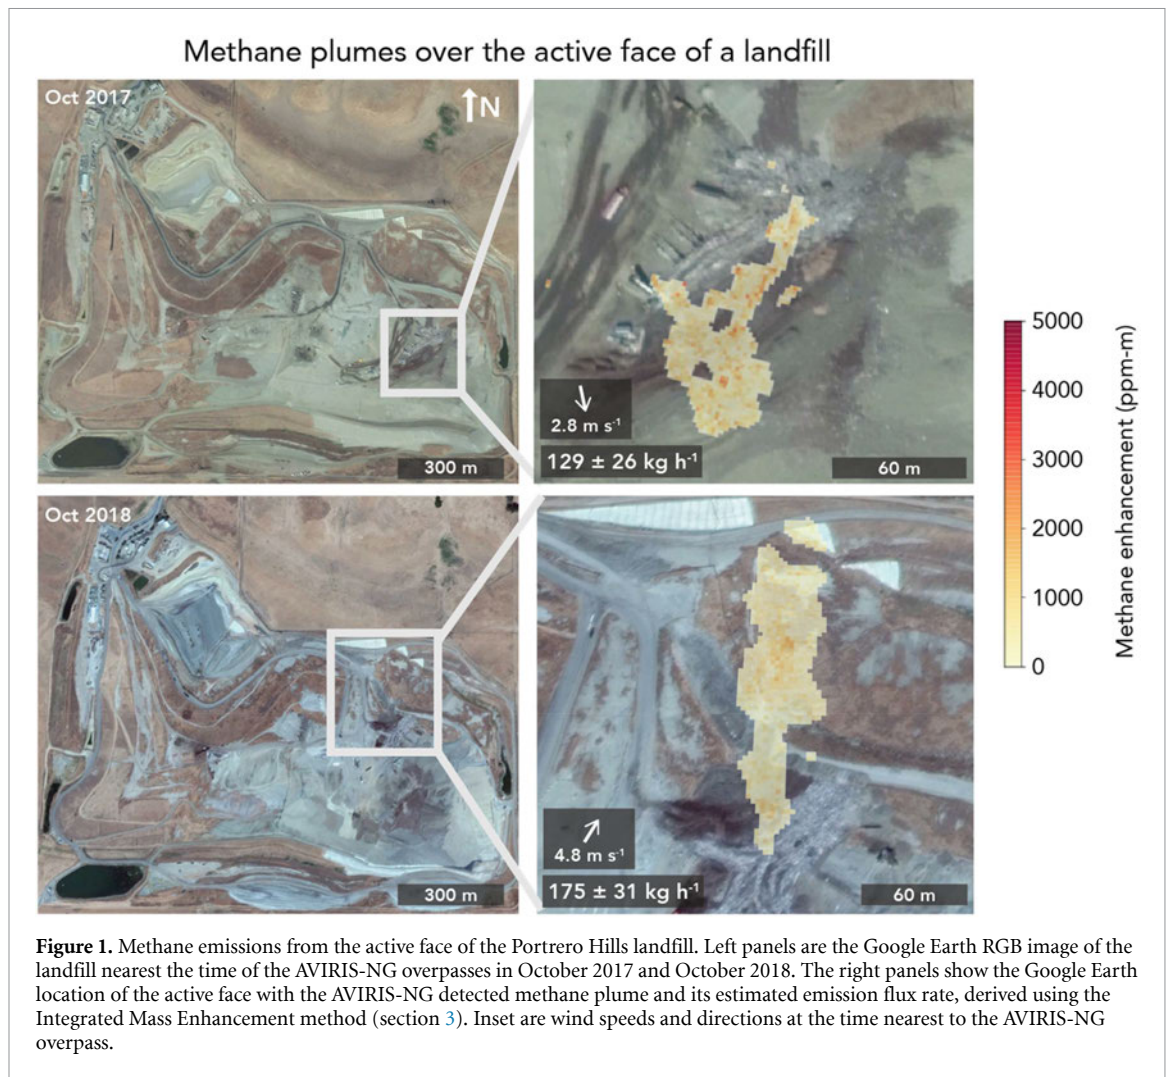 Methane plumes over the active face of a landfill
Oct 2017
N
300 m
2.8 m s-1
129 ± 26 kg h-1
60 m
Oct 2018
300 m
4.8 m s-1
175 ± 31 kg h-1
60 m
5000
4000
3000
2000
1000
0
Methane enhancement (ppm-m)
Figure 1. Methane emissions from the active face of the Portrero Hills landfill. Left panels are the Google Earth RGB image of the
landfill nearest the time of the AVIRIS-NG overpasses in October 2017 and October 2018. The right panels show the Google Earth
location of the active face with the AVIRIS-NG detected methane plume and its estimated emission flux rate, derived using the
Integrated Mass Enhancement method (section 3). Inset are wind speeds and directions at the time nearest to the AVIRIS-NG
overpass.